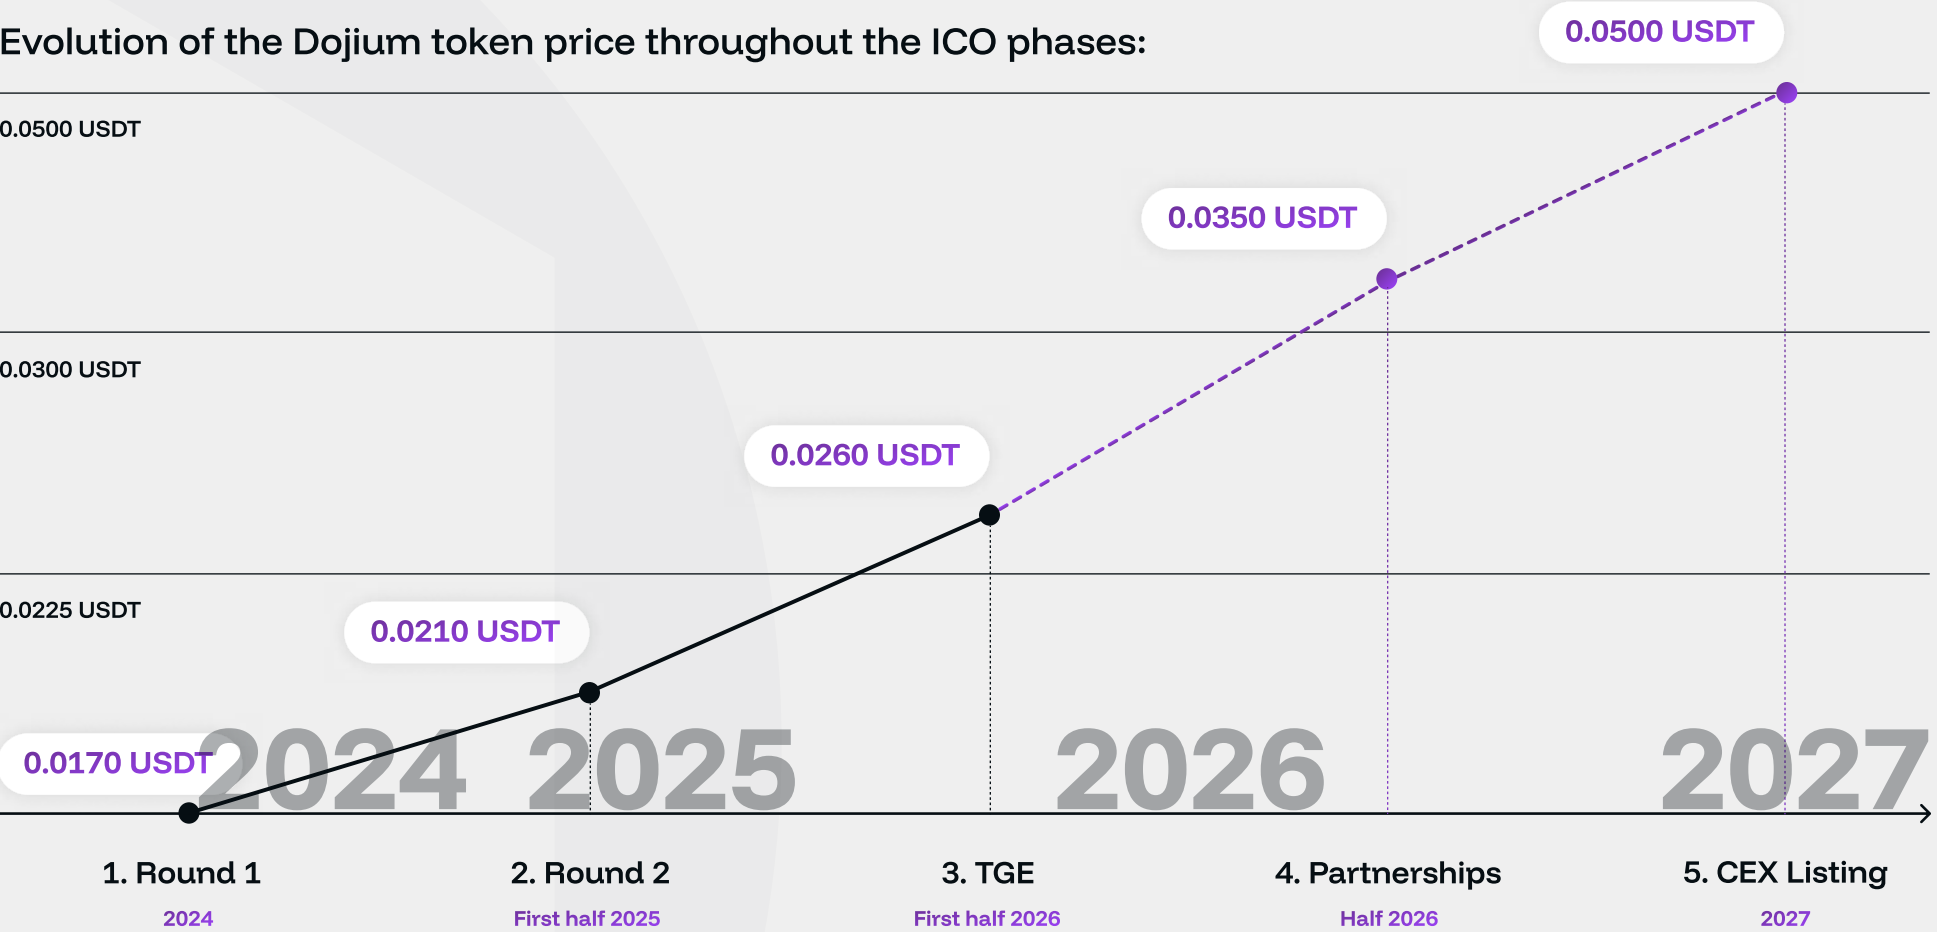 Evolution of the Dojium token price throughout the ICO phases:
0.0500 USDT
0.0500 USDT
0.0350 USDT
0.0300 USDT
0.0260 USDT
0.0225 USDT
0.0210 USDT
0.0170 USDT
2024 2025 2026 2027
1. Round 1 2. Round 2 3. TGE 4. Partnerships 5. CEX Listing
2024 First half 2025 First half 2026 Half 2026 2027